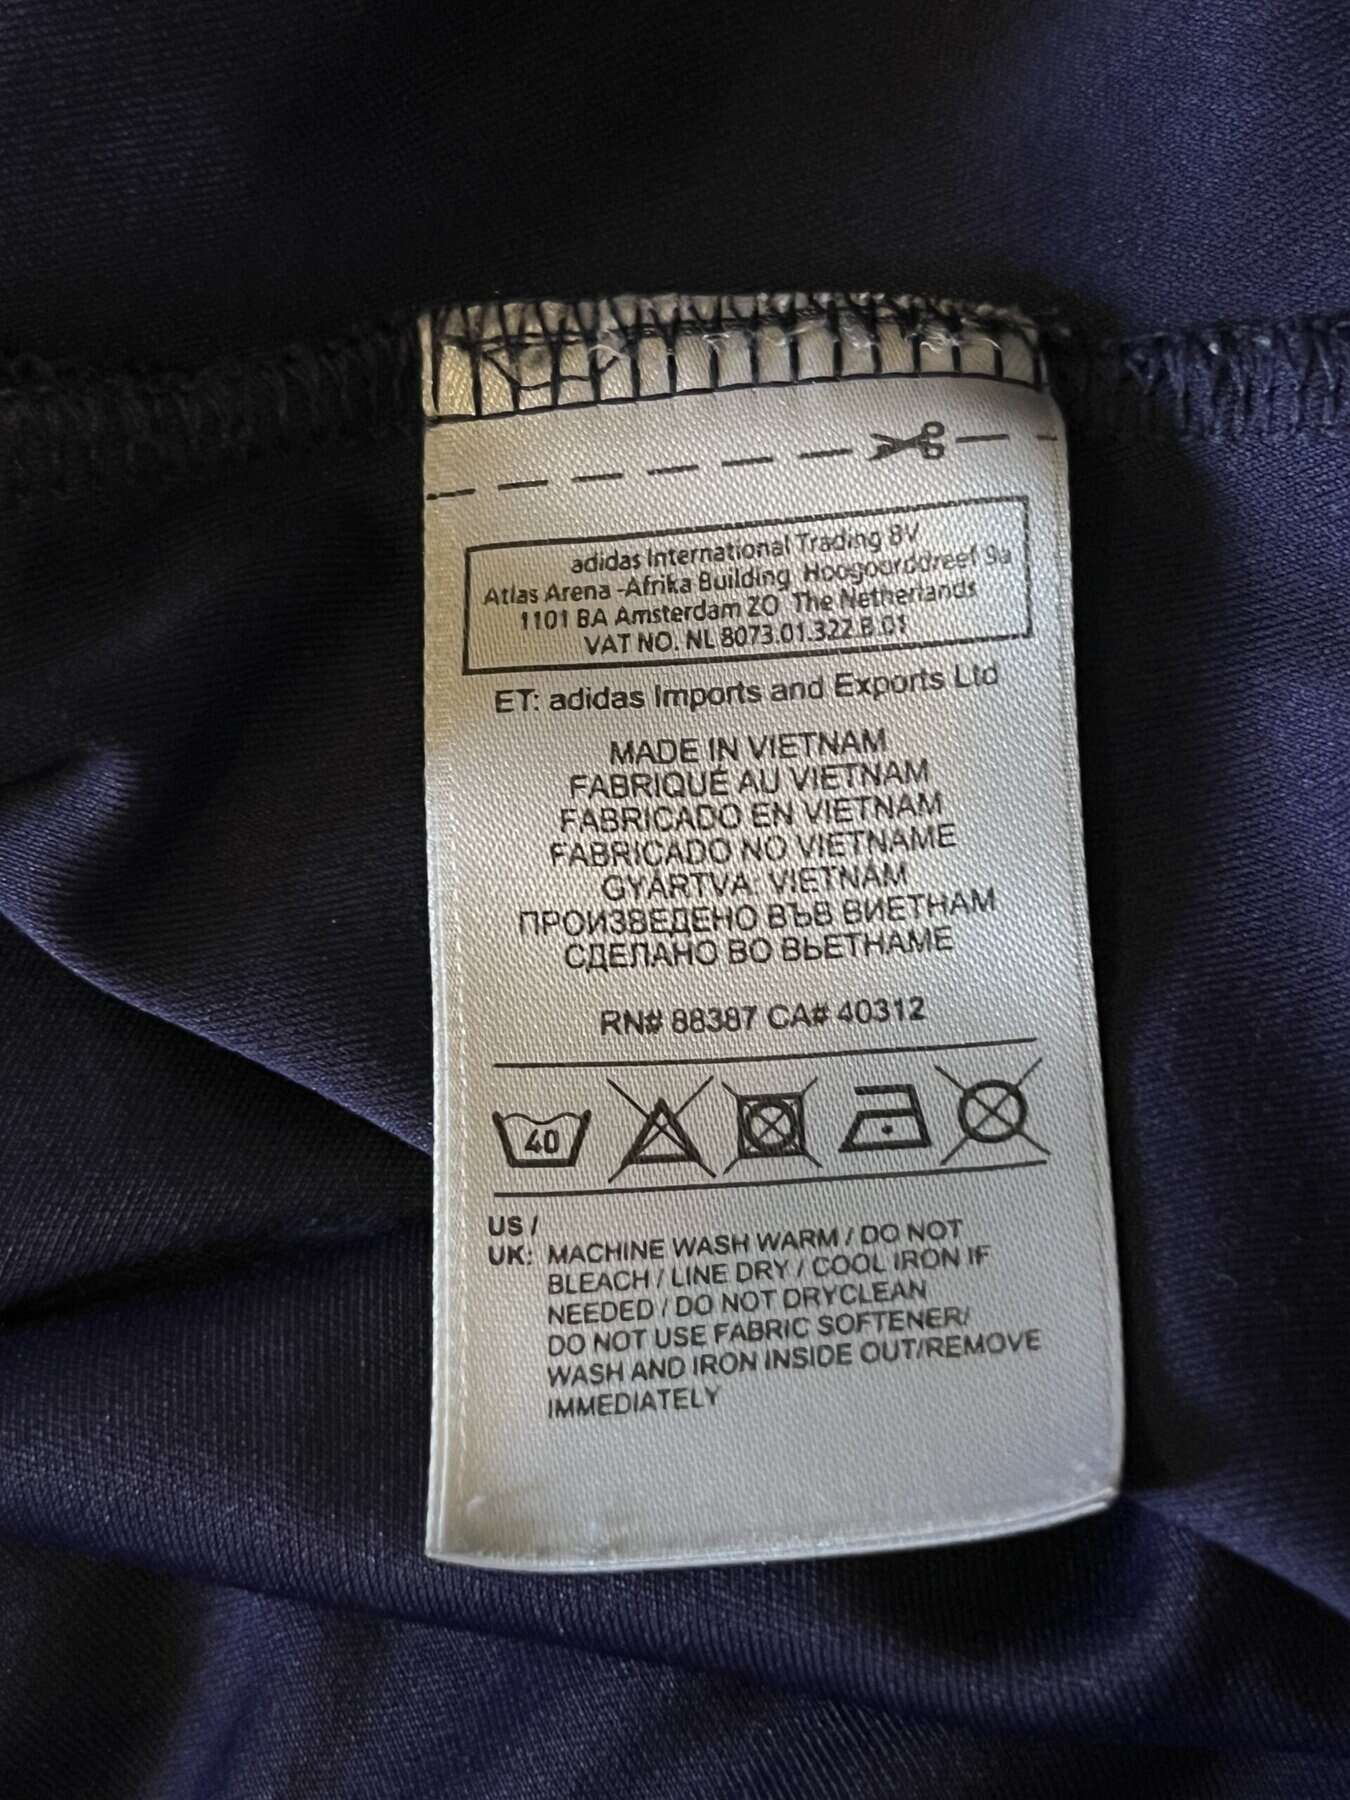 adidas International Trading BV
Atlas Arena -Afrika Building, Hoogoorddreef 9a
1101 BA Amsterdam ZO The Netherlands
VAT NO. NL 8073.01.322.B.01
ET: adidas Imports and Exports Ltd
MADE IN VIETNAM
FABRIQUÉ AU VIETNAM
FABRICADO EN VIETNAM
FABRICADO NO VIETNAME
GYÁRTVA: VIETNÁM
ПРОИЗВЕДЕНО ВЪВ ВИЕТНАМ
СДЕЛАНО ВО ВЬЕТНАМЕ
RN# 88387 CA# 40312
40
US /
UK: MACHINE WASH WARM / DO NOT
BLEACH / LINE DRY / COOL IRON IF
NEEDED / DO NOT DRYCLEAN
DO NOT USE FABRIC SOFTENER/
WASH AND IRON INSIDE OUT/REMOVE
IMMEDIATELY